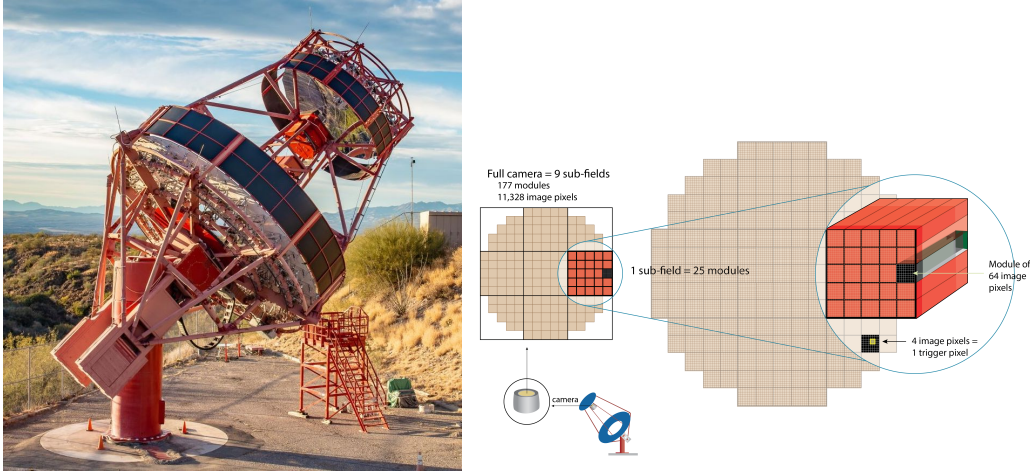 Full camera = 9 sub-fields
177 modules
11,328 image pixels
1 sub-field = 25 modules
Module of
64 image
pixels
4 image pixels =
1 trigger pixel
camera